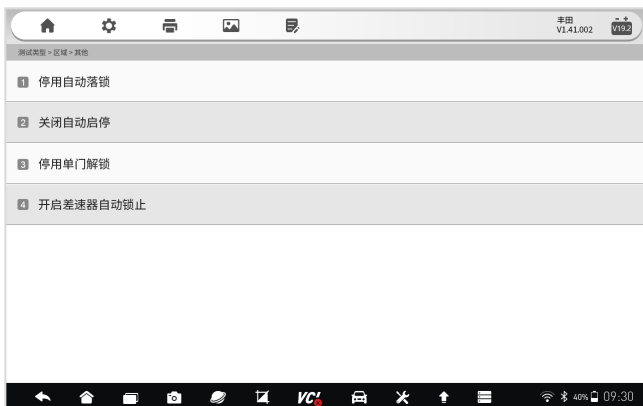 丰田
V1.41.002
V19.2
测试类型 > 区域 > 其他
1 停用自动落锁
2 关闭自动启停
3 停用单门解锁
4 开启差速器自动锁止
VCI
40%
09:30